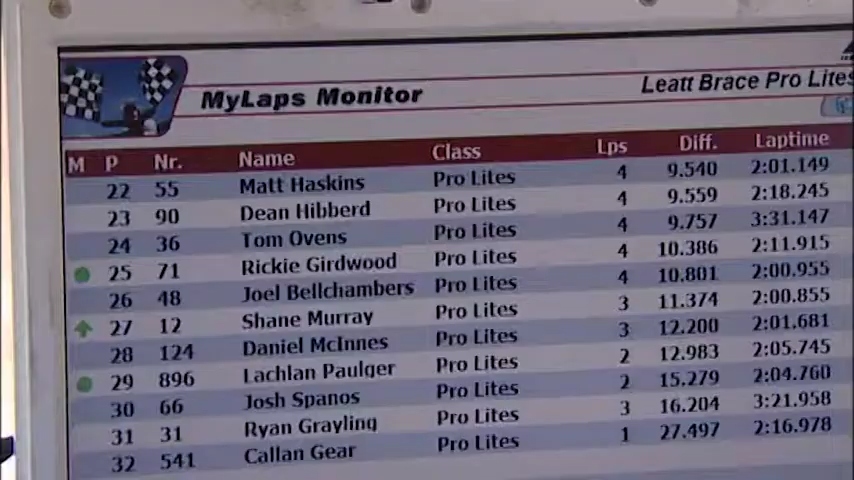 MyLaps Monitor Leatt Brace Pro Lites
M P Nr. Name Class Lps Diff. Laptime
22 55 Matt Haskins Pro Lites 4 9.540 2:01.149
23 90 Dean Hibberd Pro Lites 4 9.559 2:18.245
24 36 Tom Ovens Pro Lites 4 9.757 3:31.147
25 71 Rickie Girdwood Pro Lites 4 10.386 2:11.915
26 48 Joel Bellchambers Pro Lites 4 10.801 2:00.955
27 12 Shane Murray Pro Lites 3 11.374 2:00.855
28 124 Daniel McInnes Pro Lites 3 12.200 2:01.681
29 896 Lachlan Paulger Pro Lites 2 12.983 2:05.745
30 66 Josh Spanos Pro Lites 2 15.279 2:04.760
31 31 Ryan Grayling Pro Lites 3 16.204 3:21.958
32 541 Callan Gear Pro Lites 1 27.497 2:16.978